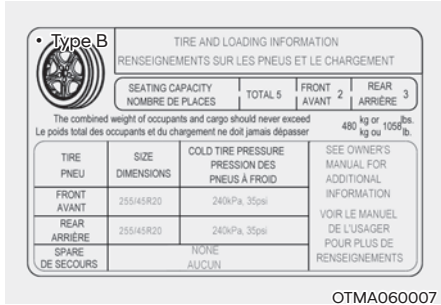 • Type B
TIRE AND LOADING INFORMATION
RENSEIGNEMENTS SUR LES PNEUS ET LE CHARGEMENT
SEATING CAPACITY
NOMBRE DE PLACES
TOTAL 5
FRONT
AVANT 2
REAR
ARRIÈRE 3
The combined weight of occupants and cargo should never exceed
Le poids total des occupants et du chargement ne doit jamais dépasser
480 kg or 1058 lbs.
kg ou lb.
TIRE
PNEU
SIZE
DIMENSIONS
COLD TIRE PRESSURE
PRESSION DES
PNEUS À FROID
SEE OWNER'S
MANUAL FOR
ADDITIONAL
INFORMATION
VOIR LE MANUEL
DE L'USAGER
POUR PLUS DE
RENSEIGNEMENTS
FRONT
AVANT
255/45R20
240kPa, 35psi
REAR
ARRIÈRE
255/45R20
240kPa, 35psi
SPARE
DE SECOURS
NONE
AUCUN
OTMA060007